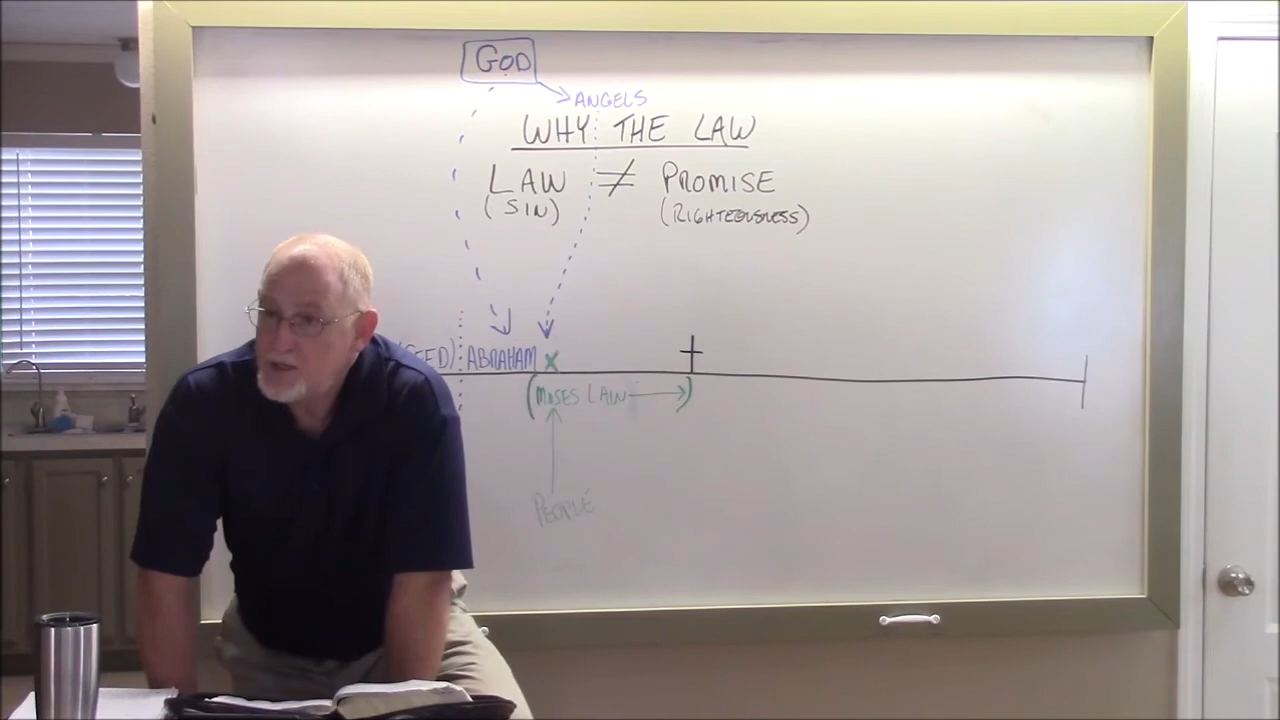 GOD
ANGELS
WHY THE LAW
LAW ≠ PROMISE
(SIN) (RIGHTEOUSNESS)
ABRAHAM X
(MOSES LAW →)
PEOPLE